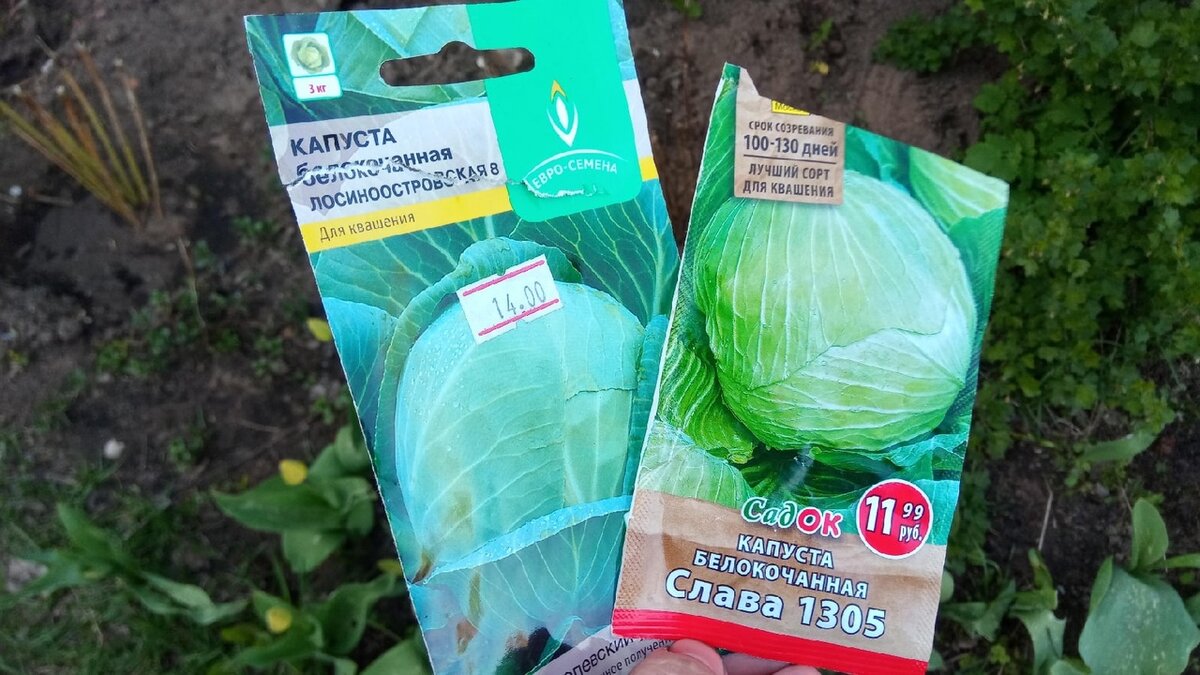 3 кг
КАПУСТА
белокочанная
ЛОСИНООСТРОВСКАЯ 8
Для квашения
ЕВРО-СЕМЕНА
14.00
СРОК СОЗРЕВАНИЯ
100-130 дней
ЛУЧШИЙ СОРТ
ДЛЯ КВАШЕНИЯ
СадОК
11 99
руб.
КАПУСТА
БЕЛОКОЧАННАЯ
Слава 1305